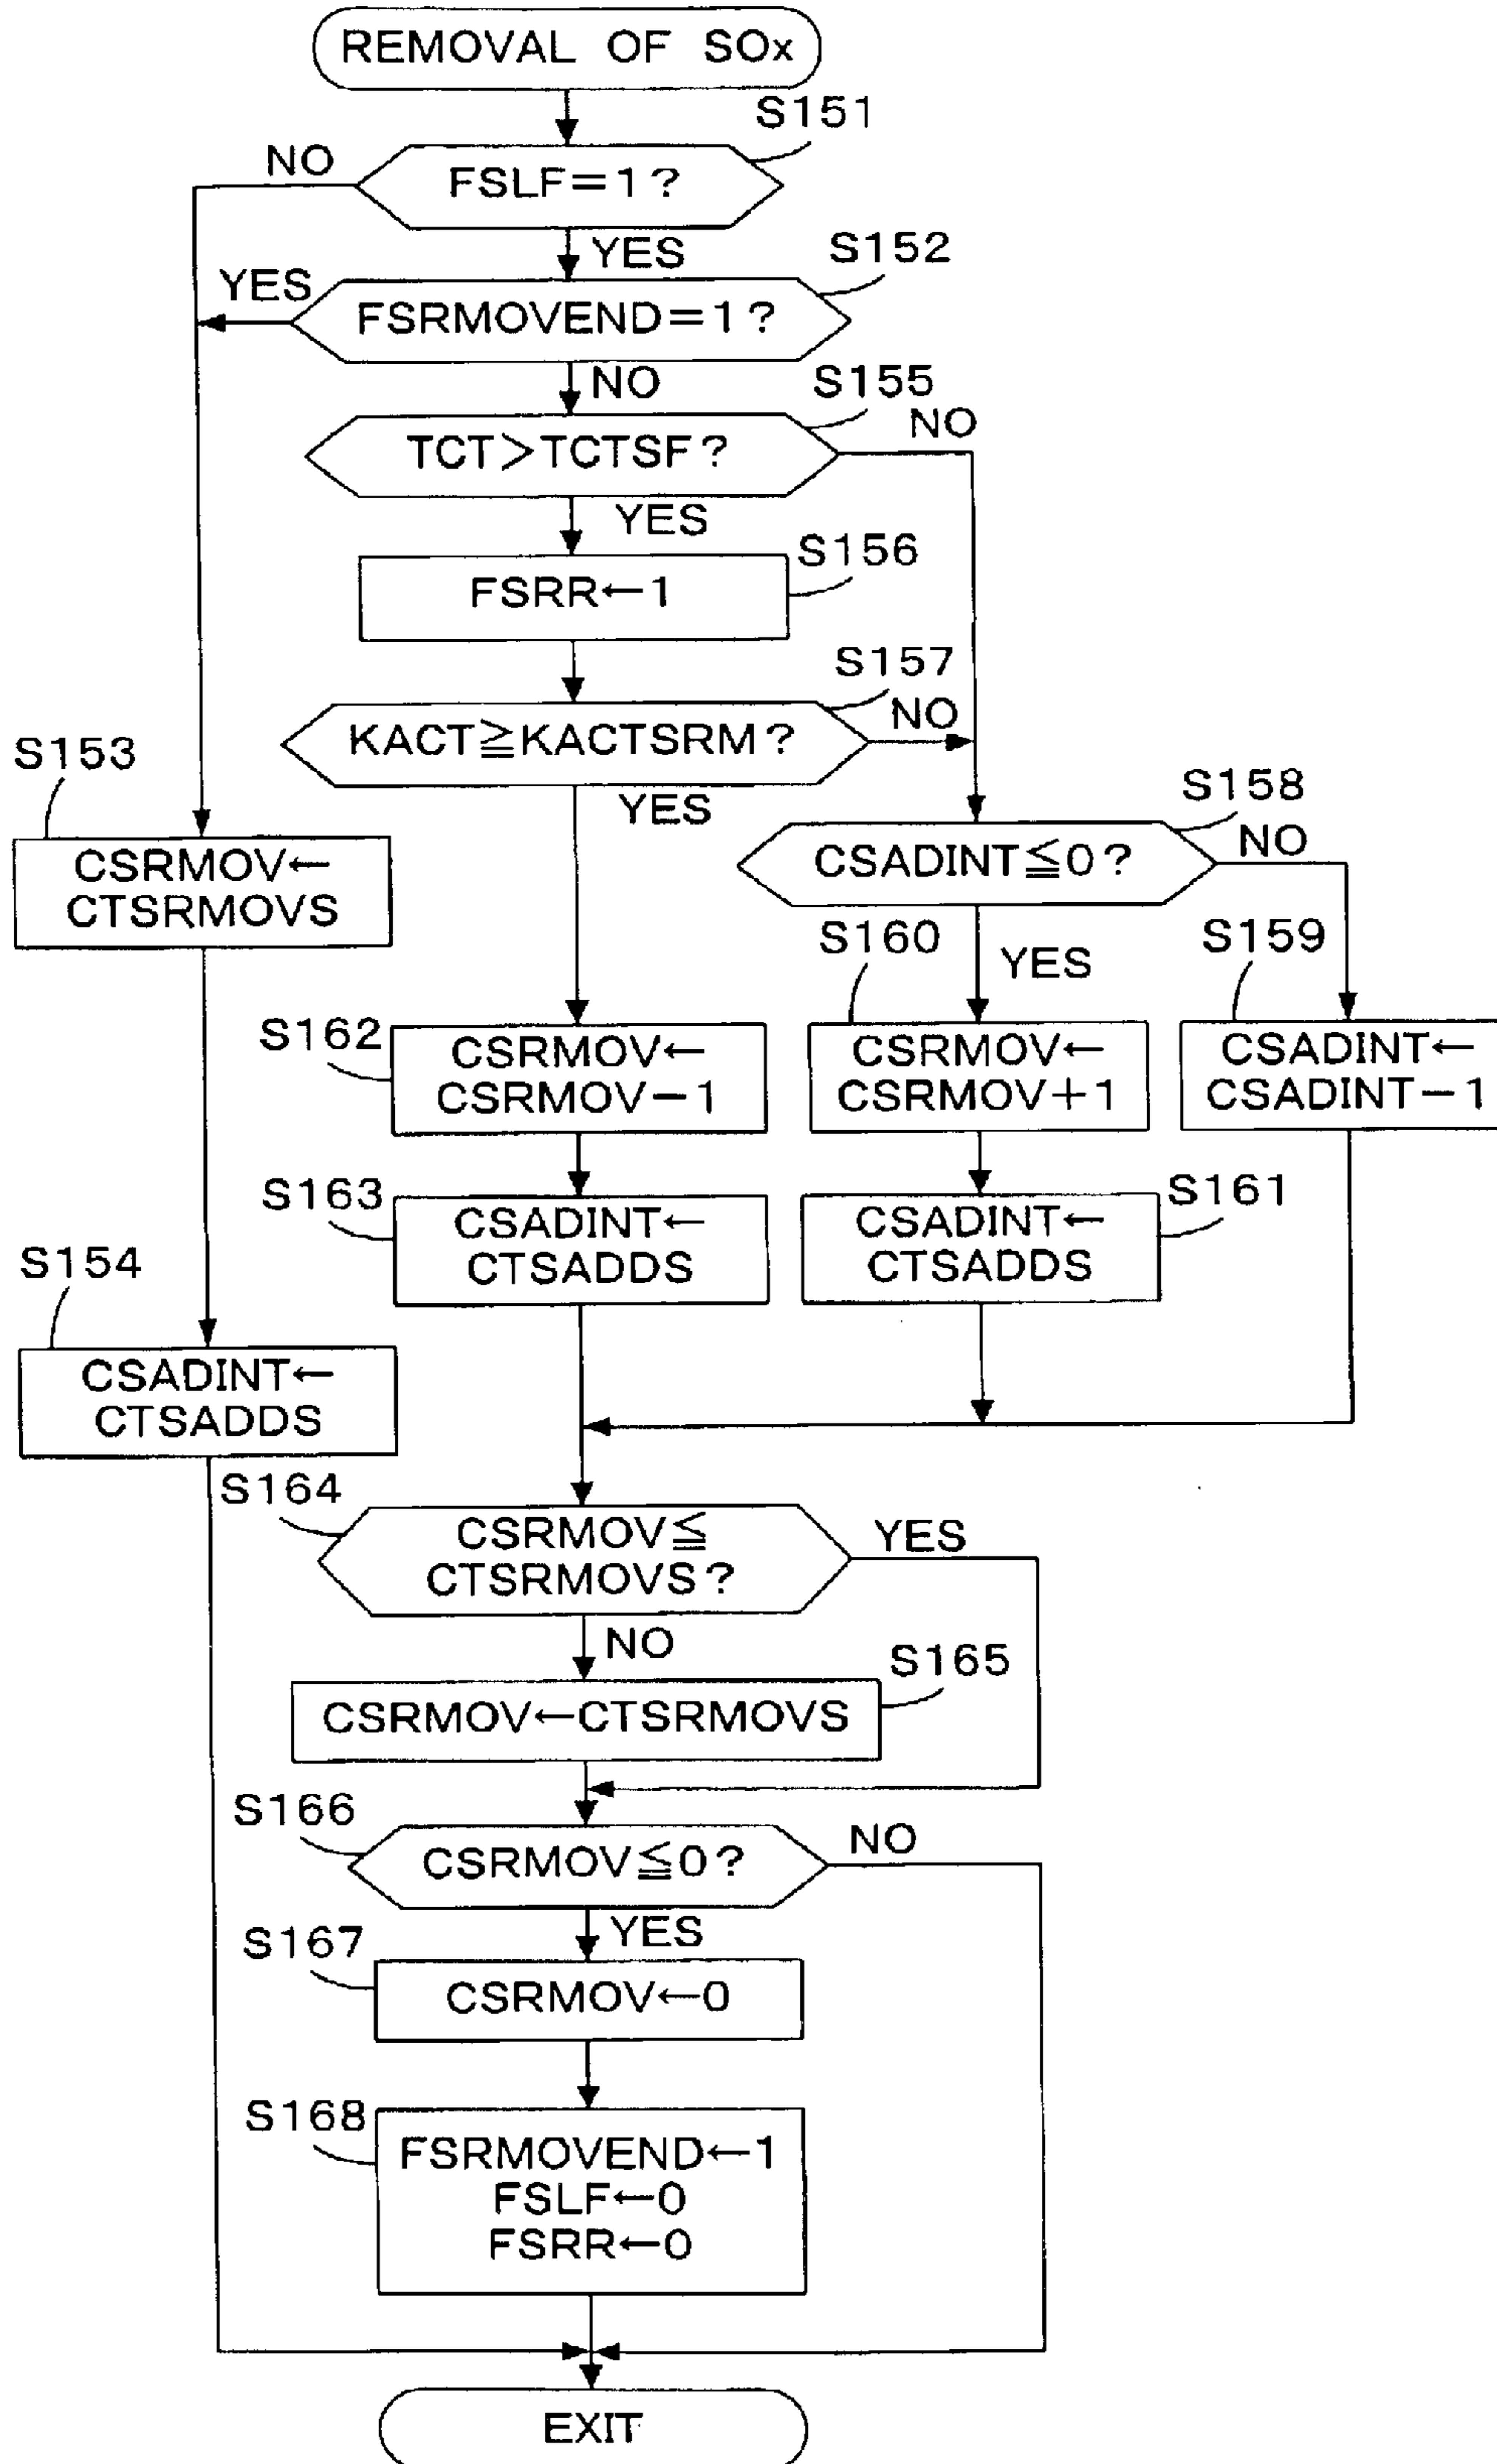 REMOVAL OF SOx
S151
NO
FSLF=1?
YES
S152
YES
FSRMOVEND=1?
NO
S155
NO
TCT>TCTSF?
YES
S156
FSRR←1
S157
NO
KACT≧KACTSRM?
YES
S153
CSRMOV←
CTSRMOVS
S158
CSADINT≦0?
NO
S160
YES
S159
S162
CSRMOV←
CSRMOV−1
CSRMOV←
CSRMOV+1
CSADINT←
CSADINT−1
S163
CSADINT←
CTSADDS
CSADINT←
CTSADDS
S161
S154
CSADINT←
CTSADDS
S164
CSRMOV≦
CTSRMOVS?
YES
NO
S165
CSRMOV←CTSRMOVS
S166
CSRMOV≦0?
NO
YES
S167
CSRMOV←0
S168
FSRMOVEND←1
FSLF←0
FSRR←0
EXIT